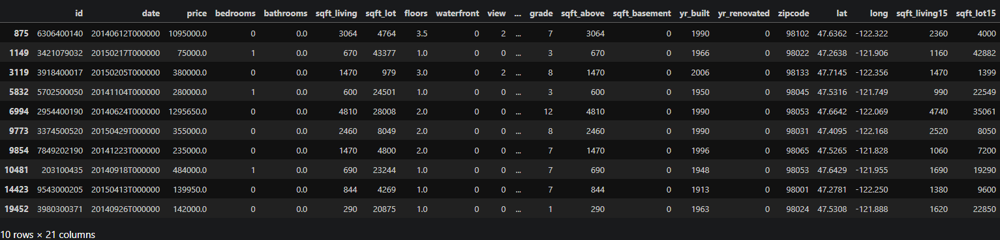 id date price bedrooms bathrooms sqft_living sqft_lot floors waterfront view ... grade sqft_above sqft_basement yr_built yr_renovated zipcode lat long sqft_living15 sqft_lot15
875 6306400140 20140612T000000 1095000.0 0 0.0 3064 4764 3.5 0 2 ... 7 3064 0 1990 0 98102 47.6362 -122.322 2360 4000
1149 3421079032 20150217T000000 75000.0 1 0.0 670 43377 1.0 0 0 ... 3 670 0 1966 0 98022 47.2638 -121.906 1160 42882
3119 3918400017 20150205T000000 380000.0 0 0.0 1470 979 3.0 0 2 ... 8 1470 0 2006 0 98133 47.7145 -122.356 1470 1399
5832 5702500050 20141104T000000 280000.0 1 0.0 600 24501 1.0 0 0 ... 3 600 0 1950 0 98045 47.5316 -121.749 990 22549
6994 2954400190 20140624T000000 1295650.0 0 0.0 4810 28008 2.0 0 0 ... 12 4810 0 1990 0 98053 47.6642 -122.069 4740 35061
9773 3374500520 20150429T000000 355000.0 0 0.0 2460 8049 2.0 0 0 ... 8 2460 0 1990 0 98031 47.4095 -122.168 2520 8050
9854 7849202190 20141223T000000 235000.0 0 0.0 1470 4800 2.0 0 0 ... 7 1470 0 1996 0 98065 47.5265 -121.828 1060 7200
10481 203100435 20140918T000000 484000.0 1 0.0 690 23244 1.0 0 0 ... 7 690 0 1948 0 98053 47.6429 -121.955 1690 19290
14423 9543000205 20150413T000000 139950.0 0 0.0 844 4269 1.0 0 0 ... 7 844 0 1913 0 98001 47.2781 -122.250 1380 9600
19452 3980300371 20140926T000000 142000.0 0 0.0 290 20875 1.0 0 0 ... 1 290 0 1963 0 98024 47.5308 -121.888 1620 22850
10 rows × 21 columns